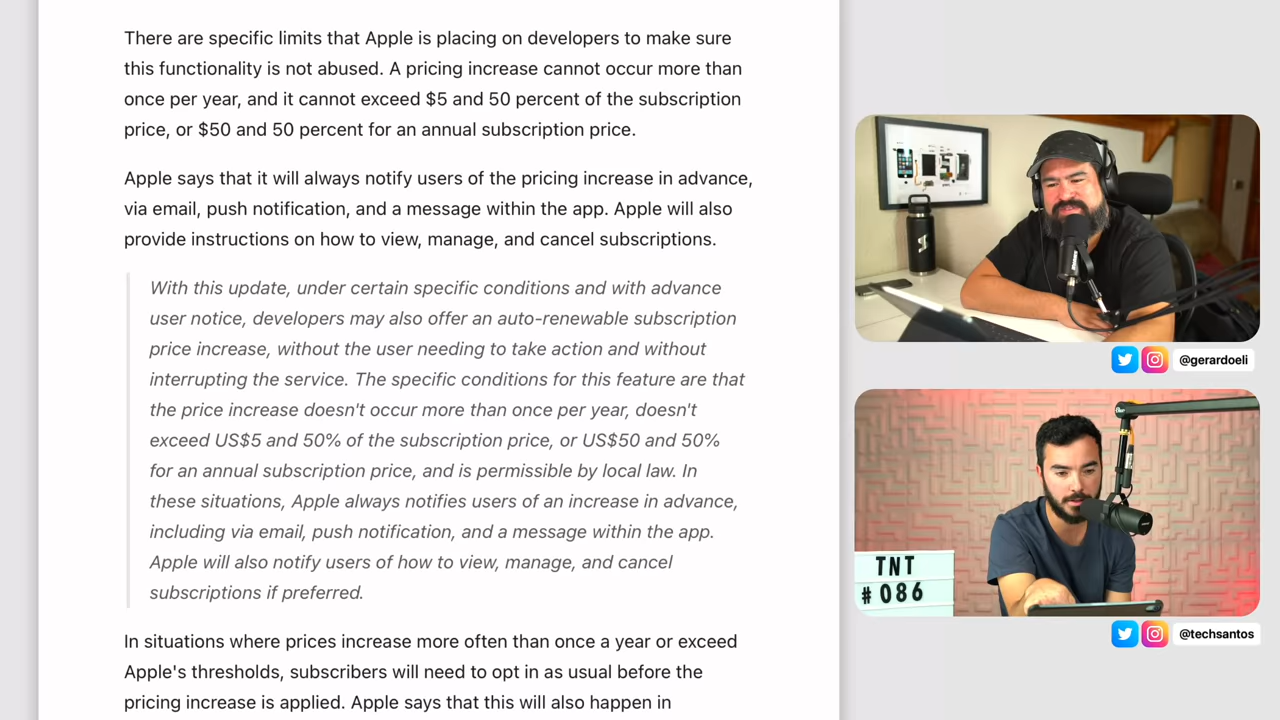 There are specific limits that Apple is placing on developers to make sure
this functionality is not abused. A pricing increase cannot occur more than
once per year, and it cannot exceed $5 and 50 percent of the subscription
price, or $50 and 50 percent for an annual subscription price.
Apple says that it will always notify users of the pricing increase in advance,
via email, push notification, and a message within the app. Apple will also
provide instructions on how to view, manage, and cancel subscriptions.
With this update, under certain specific conditions and with advance
user notice, developers may also offer an auto-renewable subscription
price increase, without the user needing to take action and without
interrupting the service. The specific conditions for this feature are that
the price increase doesn't occur more than once per year, doesn't
exceed US$5 and 50% of the subscription price, or US$50 and 50%
for an annual subscription price, and is permissible by local law. In
these situations, Apple always notifies users of an increase in advance,
including via email, push notification, and a message within the app.
Apple will also notify users of how to view, manage, and cancel
subscriptions if preferred.
In situations where prices increase more often than once a year or exceed
Apple's thresholds, subscribers will need to opt in as usual before the
pricing increase is applied. Apple says that this will also happen in
@gerardoeli
TNT
#086
@techsantos